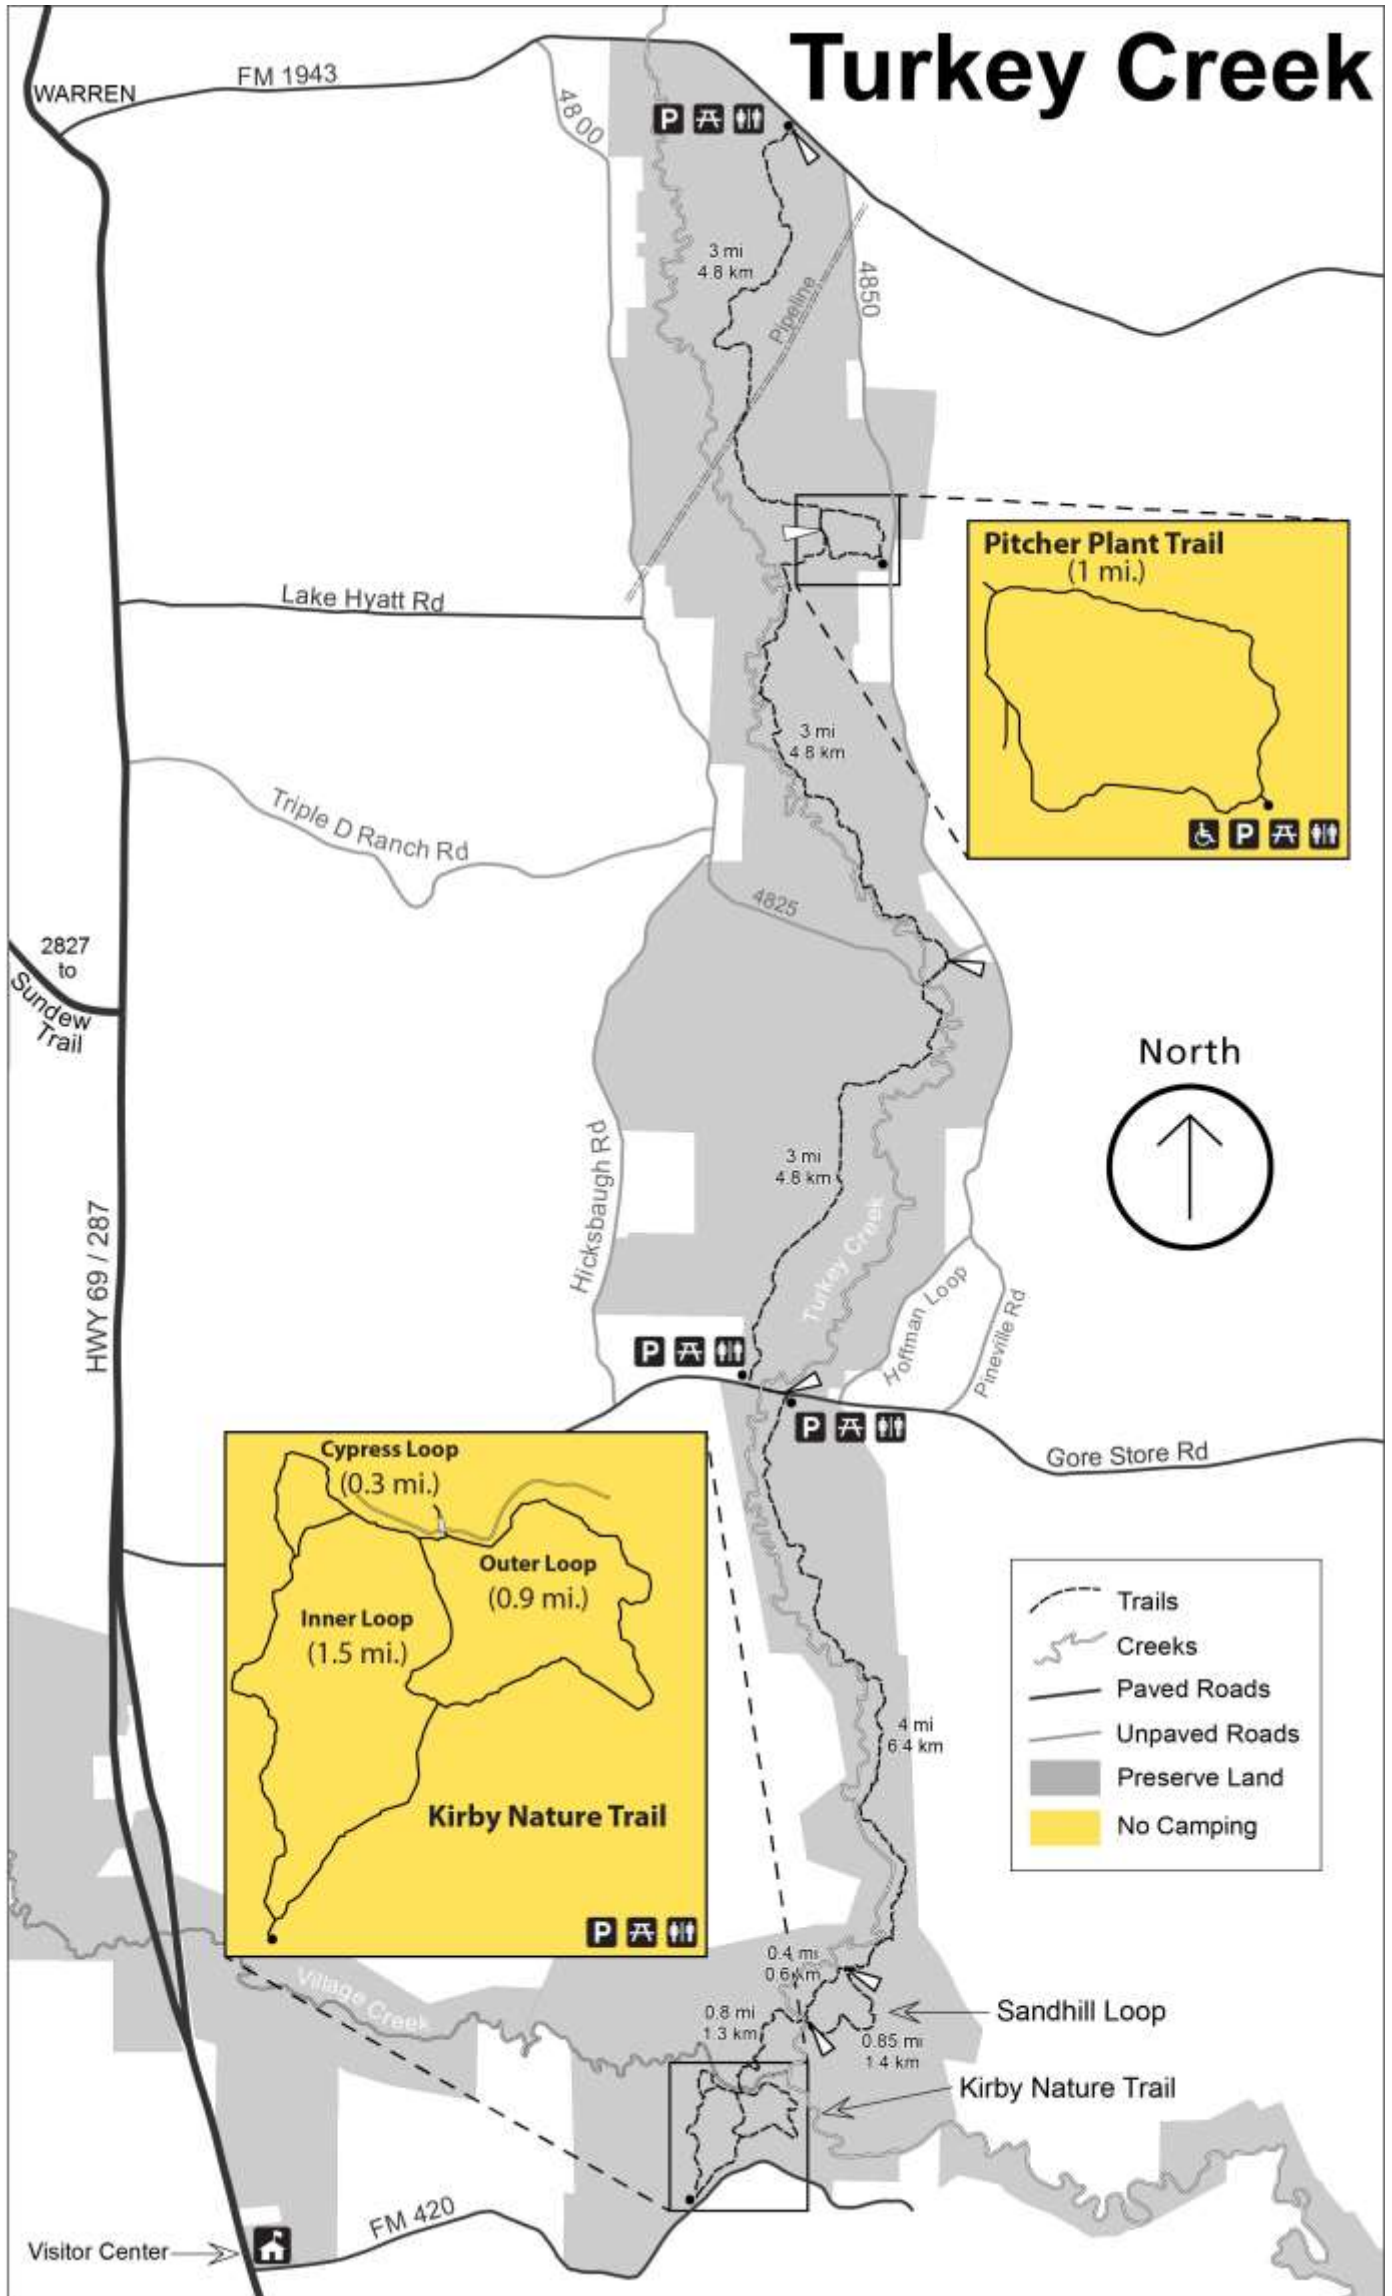 Turkey Creek
WARREN
FM 1943
4800
P
3 mi
4.8 km
Pipeline
4850
Pitcher Plant Trail
(1 mi.)
P
Lake Hyatt Rd
3 mi
4 8 km
Triple D Ranch Rd
4825
2827
to
Sundew
Trail
North
HWY 69 / 287
Hicksbaugh Rd
3 mi
4.8 km
Turkey Creek
Hoffman Loop
Pineville Rd
P
P
Gore Store Rd
Cypress Loop
(0.3 mi.)
Outer Loop
(0.9 mi.)
Inner Loop
(1.5 mi.)
Kirby Nature Trail
P
Trails
Creeks
Paved Roads
Unpaved Roads
Preserve Land
No Camping
4 mi
6 4 km
0.4 mi
0.6 km
Village Creek
0.8 mi
1 3 km
Sandhill Loop
0.85 mi
1 4 km
Kirby Nature Trail
FM 420
Visitor Center